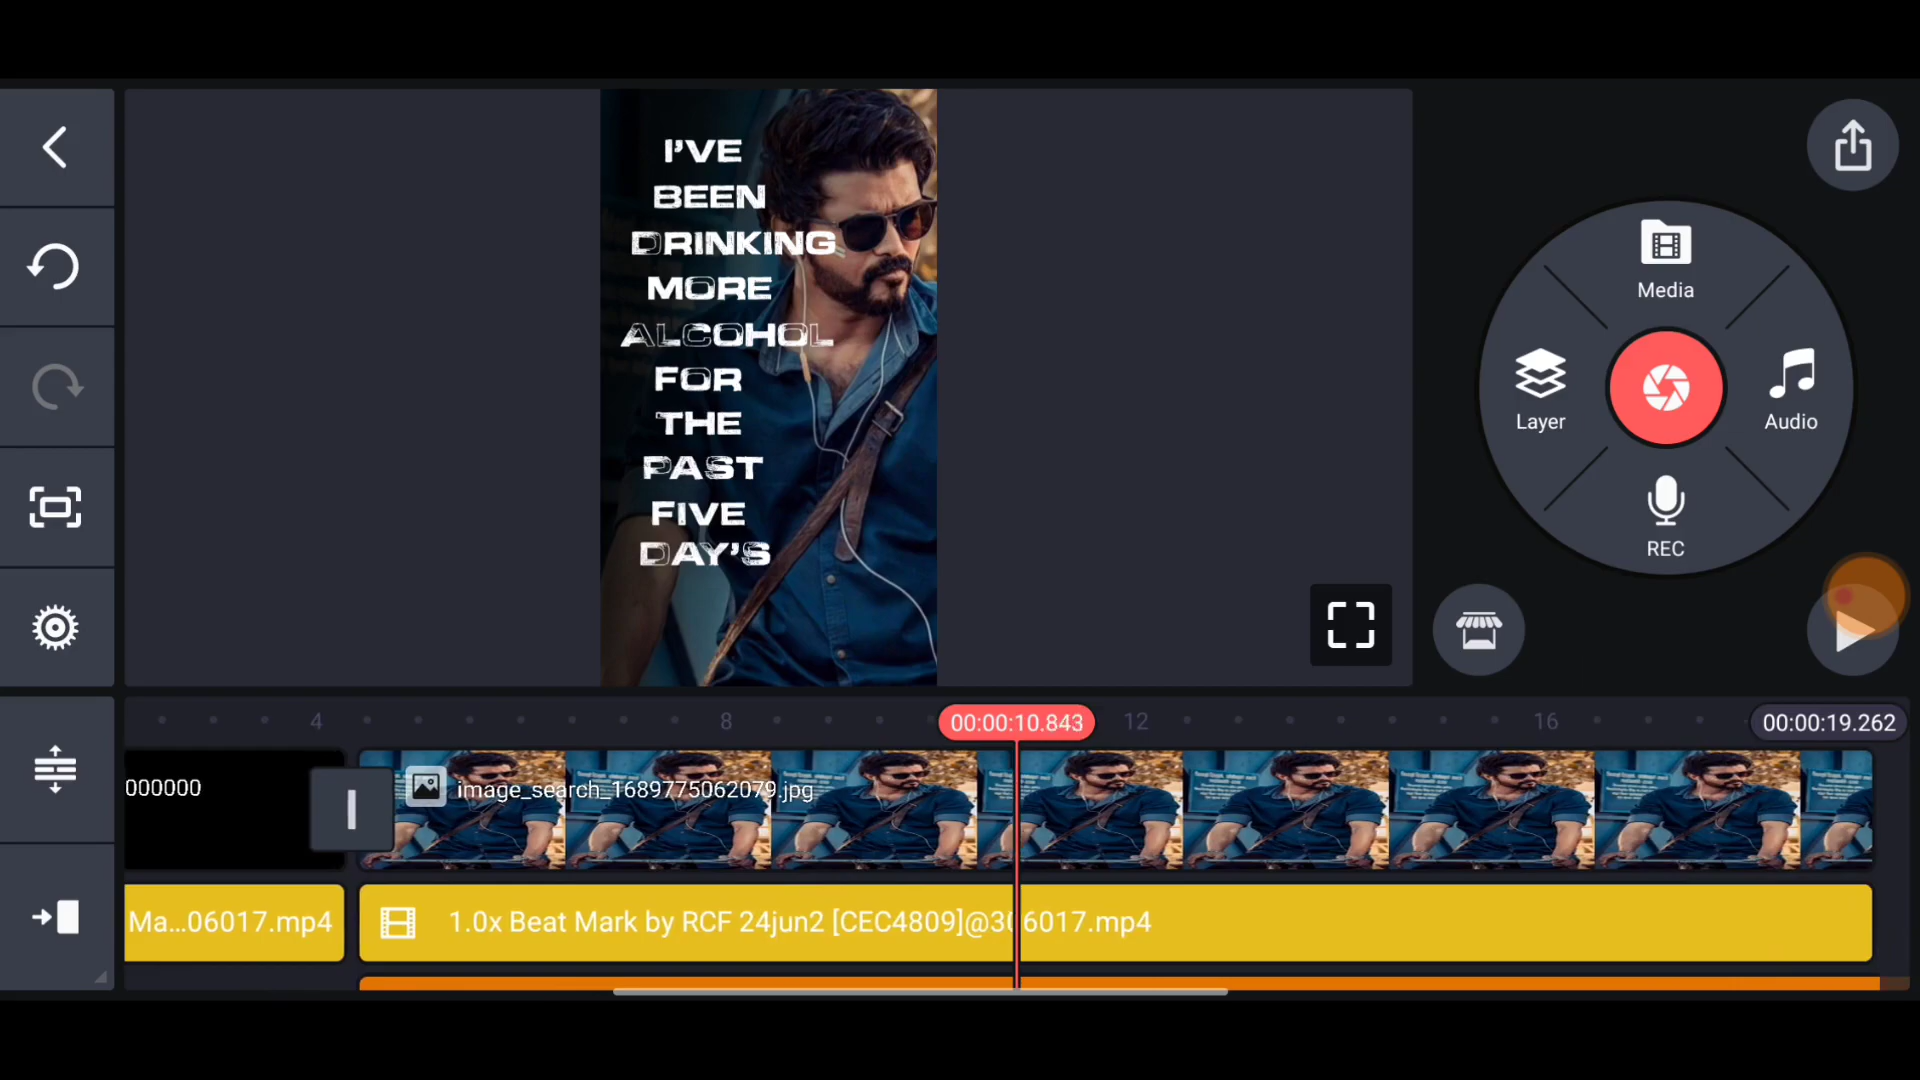 I'VE
BEEN
DRINKING
MORE
ALCOHOL
FOR
THE
PAST
FIVE
DAY'S
Media
Layer
Audio
REC
4
8
00:00:10.843
12
16
00:00:19.262
000000
image_search_1689775062079.jpg
Ma...06017.mp4
1.0x Beat Mark by RCF 24jun2 [CEC4809]@30 6017.mp4